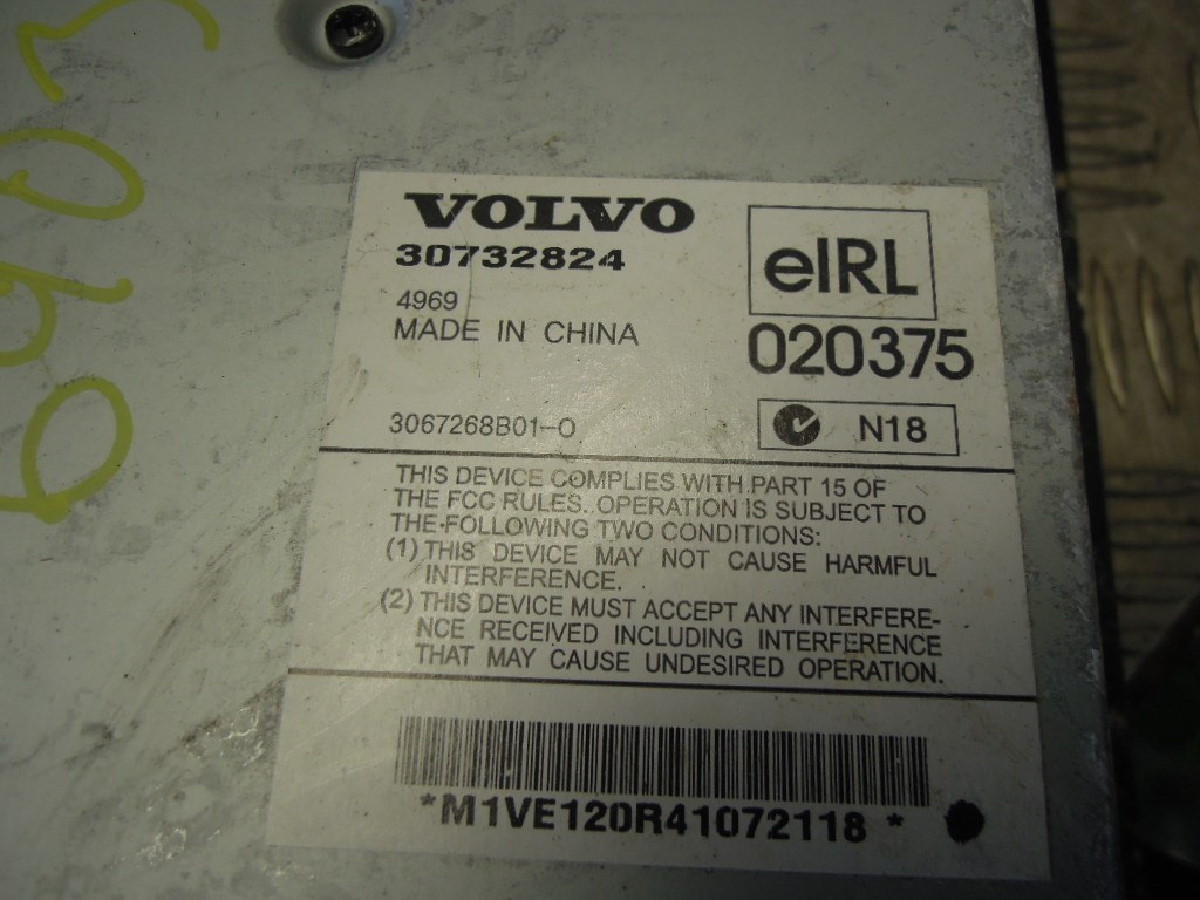 VOLVO
30732824
4969
MADE IN CHINA
eIRL
020375
3067268B01-0
N18
THIS DEVICE COMPLIES WITH PART 15 OF
THE FCC RULES. OPERATION IS SUBJECT TO
THE FOLLOWING TWO CONDITIONS:
(1) THIS DEVICE MAY NOT CAUSE HARMFUL
INTERFERENCE.
(2) THIS DEVICE MUST ACCEPT ANY INTERFERE-
NCE RECEIVED INCLUDING INTERFERENCE
THAT MAY CAUSE UNDESIRED OPERATION.
*M1VE120R41072118*